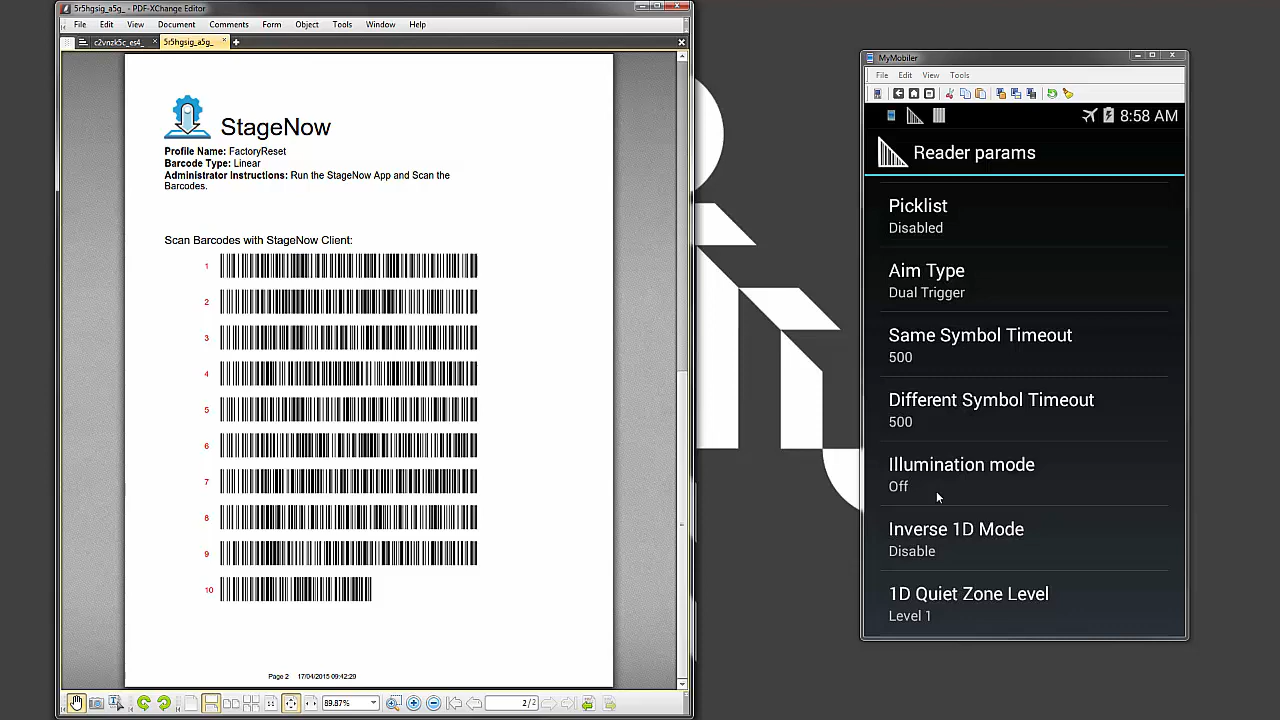 5r5hgsig_a5g_ - PDF-XChange Editor
File Edit View Document Comments Form Object Tools Window Help
c2vnzk5c_es4_ 5r5hgsig_a5g_
StageNow
Profile Name: FactoryReset
Barcode Type: Linear
Administrator Instructions: Run the StageNow App and Scan the
Barcodes.
Scan Barcodes with StageNow Client:
1
2
3
4
5
6
7
8
9
10
Page 2 17/04/2015 09:42:29
89.87% 2/2
MyMobiler
File Edit View Tools
8:58 AM
Reader params
Picklist
Disabled
Aim Type
Dual Trigger
Same Symbol Timeout
500
Different Symbol Timeout
500
Illumination mode
Off
Inverse 1D Mode
Disable
1D Quiet Zone Level
Level 1